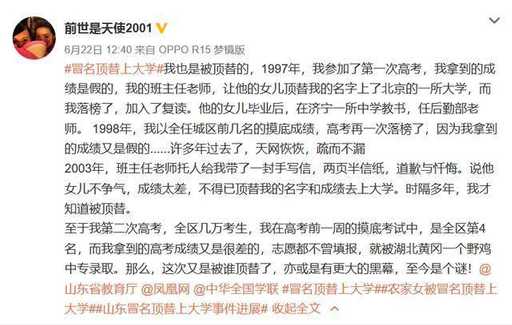 前世是天使2001
6月22日 12:40 来自 OPPO R15 梦镜版
#冒名顶替上大学#我也是被顶替的，1997年，我参加了第一次高考，我拿到的成
绩是假的，我的班主任老师，让他的女儿顶替我的名字上了北京的一所大学，而
我落榜了，加入了复读。他的女儿毕业后，在济宁一所中学教书，任后勤部老
师。 1998年，我以全任城区前几名的摸底成绩，高考再一次落榜了，因为我拿到
的成绩又是假的......许多年过去了，天网恢恢，疏而不漏
2003年，班主任老师托人给我带了一封手写信，两页半信纸，道歉与忏悔。说他
女儿不争气，成绩太差，不得已顶替我的名字和成绩去上大学。时隔多年，我才
知道被顶替。
至于我第二次高考，全区几万考生，我在高考前一周的摸底考试中，是全区第4
名，而我拿到的高考成绩又是很差的，志愿都不曾填报，就被湖北黄冈一个野鸡
中专录取。那么，这次又是被谁顶替了，亦或是有更大的黑幕，至今是个谜！@
山东省教育厅 @凤凰网 @中华全国学联 #冒名顶替上大学##农家女被冒名顶替上
大学##山东冒名顶替上大学事件进展# 收起全文